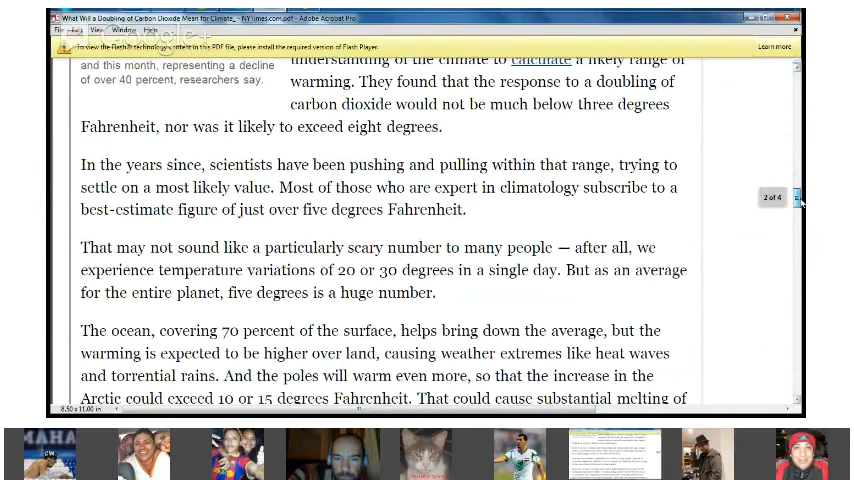 What Will a Doubling of Carbon Dioxide Mean for Climate_ - NYTimes.com.pdf - Adobe Acrobat Pro
File Edit View Window Help
Google+
To view the Flash® technology content in this PDF file, please install the required version of Flash Player.
Learn more
and this month, representing a decline
of over 40 percent, researchers say.
understanding of the climate to calculate a likely range of
warming. They found that the response to a doubling of
carbon dioxide would not be much below three degrees
Fahrenheit, nor was it likely to exceed eight degrees.
In the years since, scientists have been pushing and pulling within that range, trying to
settle on a most likely value. Most of those who are expert in climatology subscribe to a
best-estimate figure of just over five degrees Fahrenheit.
That may not sound like a particularly scary number to many people — after all, we
experience temperature variations of 20 or 30 degrees in a single day. But as an average
for the entire planet, five degrees is a huge number.
The ocean, covering 70 percent of the surface, helps bring down the average, but the
warming is expected to be higher over land, causing weather extremes like heat waves
and torrential rains. And the poles will warm even more, so that the increase in the
Arctic could exceed 10 or 15 degrees Fahrenheit. That could cause substantial melting of
2 of 4
8.50 x 11.00 in